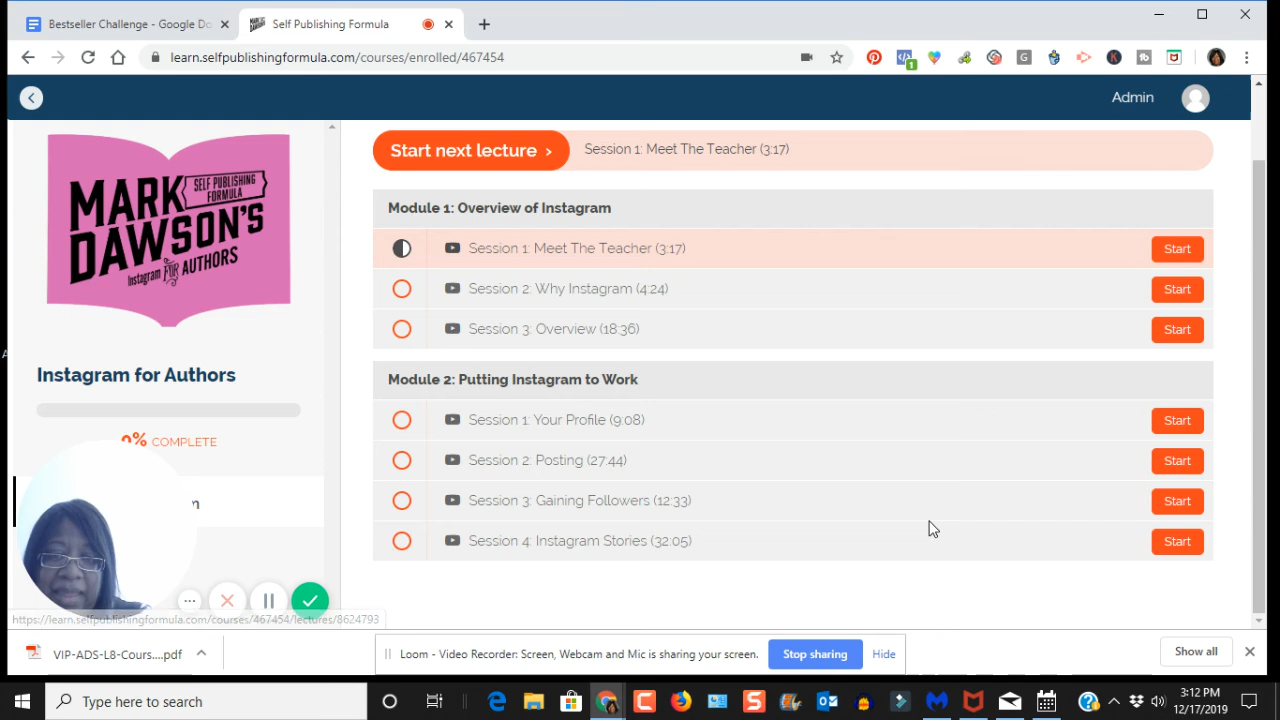 Bestseller Challenge - Google Do
Self Publishing Formula
learn.selfpublishingformula.com/courses/enrolled/467454
1
Admin
MARK
DAWSON'S
SELF PUBLISHING
FORMULA
Instagram FOR AUTHORS
Instagram for Authors
0% COMPLETE
n
Start next lecture ›
Session 1: Meet The Teacher (3:17)
Module 1: Overview of Instagram
Session 1: Meet The Teacher (3:17)
Start
Session 2: Why Instagram (4:24)
Start
Session 3: Overview (18:36)
Start
Module 2: Putting Instagram to Work
Session 1: Your Profile (9:08)
Start
Session 2: Posting (27:44)
Start
Session 3: Gaining Followers (12:33)
Start
Session 4: Instagram Stories (32:05)
Start
https://learn.selfpublishingformula.com/courses/467454/lectures/8624793
VIP-ADS-L8-Cours....pdf
Loom - Video Recorder: Screen, Webcam and Mic is sharing your screen.
Stop sharing
Hide
Show all
Type here to search
3:12 PM
12/17/2019